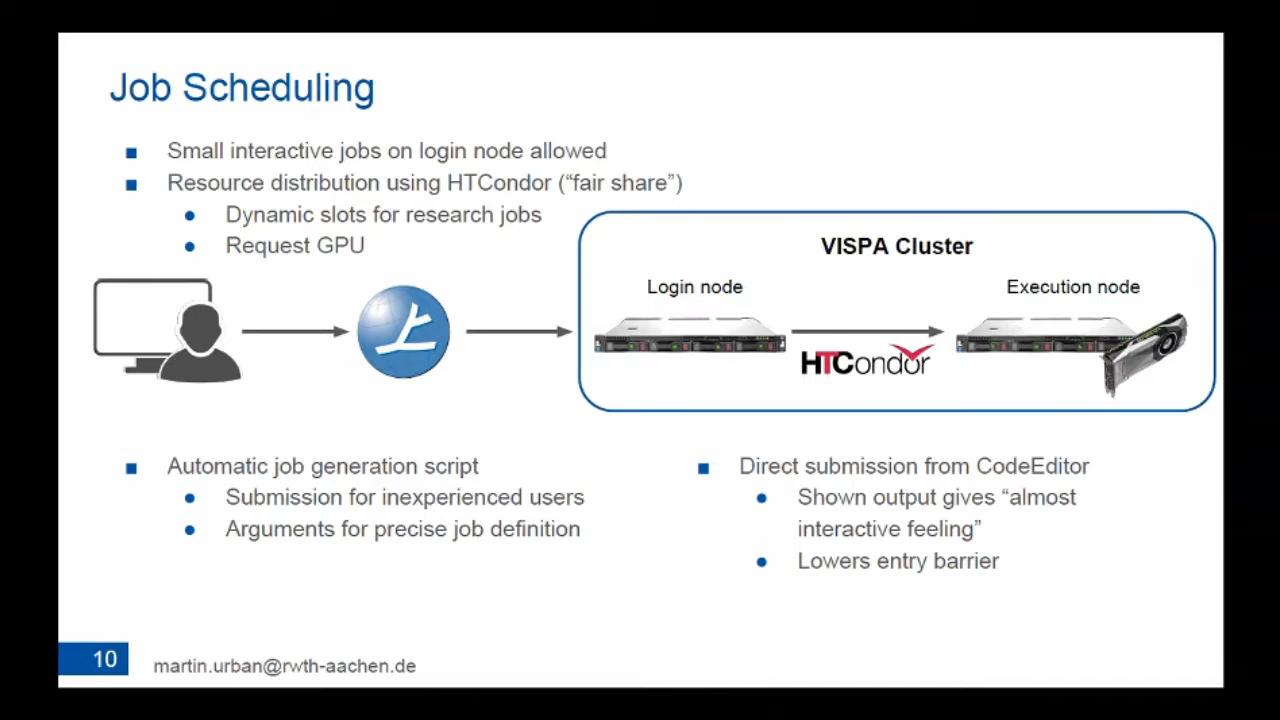 Job Scheduling
Small interactive jobs on login node allowed
Resource distribution using HTCondor (“fair share”)
Dynamic slots for research jobs
Request GPU
VISPA Cluster
Login node
Execution node
HTCondor
Automatic job generation script
Submission for inexperienced users
Arguments for precise job definition
Direct submission from CodeEditor
Shown output gives “almost
interactive feeling”
Lowers entry barrier
10
martin.urban@rwth-aachen.de